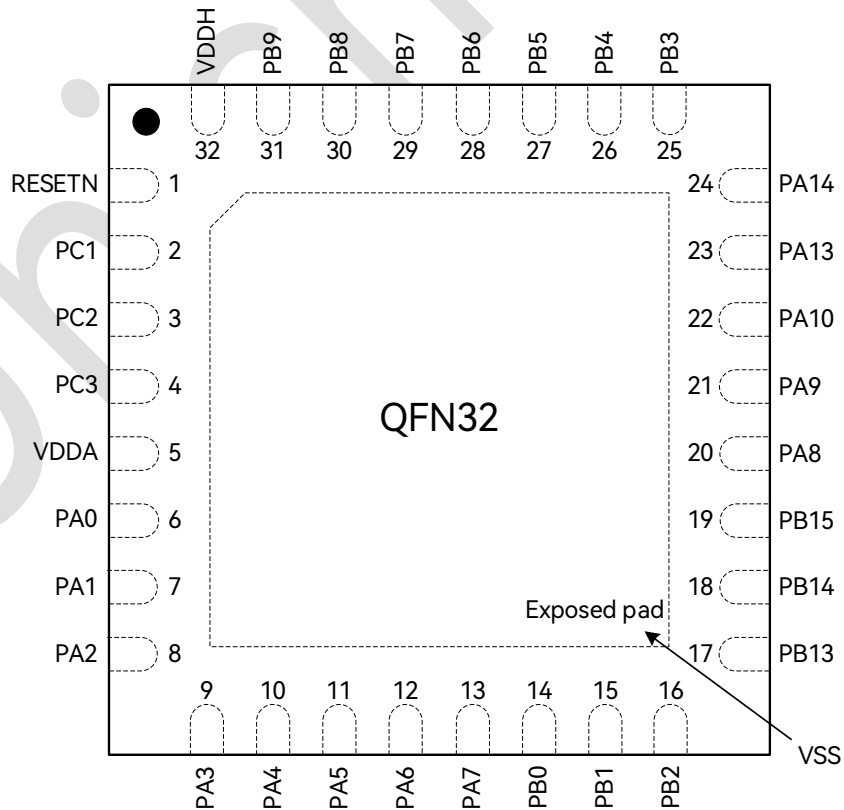 VDDH PB9 PB8 PB7 PB6 PB5 PB4 PB3
32 31 30 29 28 27 26 25
RESETN 1 24 PA14
PC1 2 23 PA13
PC2 3 22 PA10
PC3 4 21 PA9
QFN32
VDDA 5 20 PA8
PA0 6 19 PB15
PA1 7 18 PB14
Exposed pad
PA2 8 17 PB13
9 10 11 12 13 14 15 16
VSS
PA3 PA4 PA5 PA6 PA7 PB0 PB1 PB2